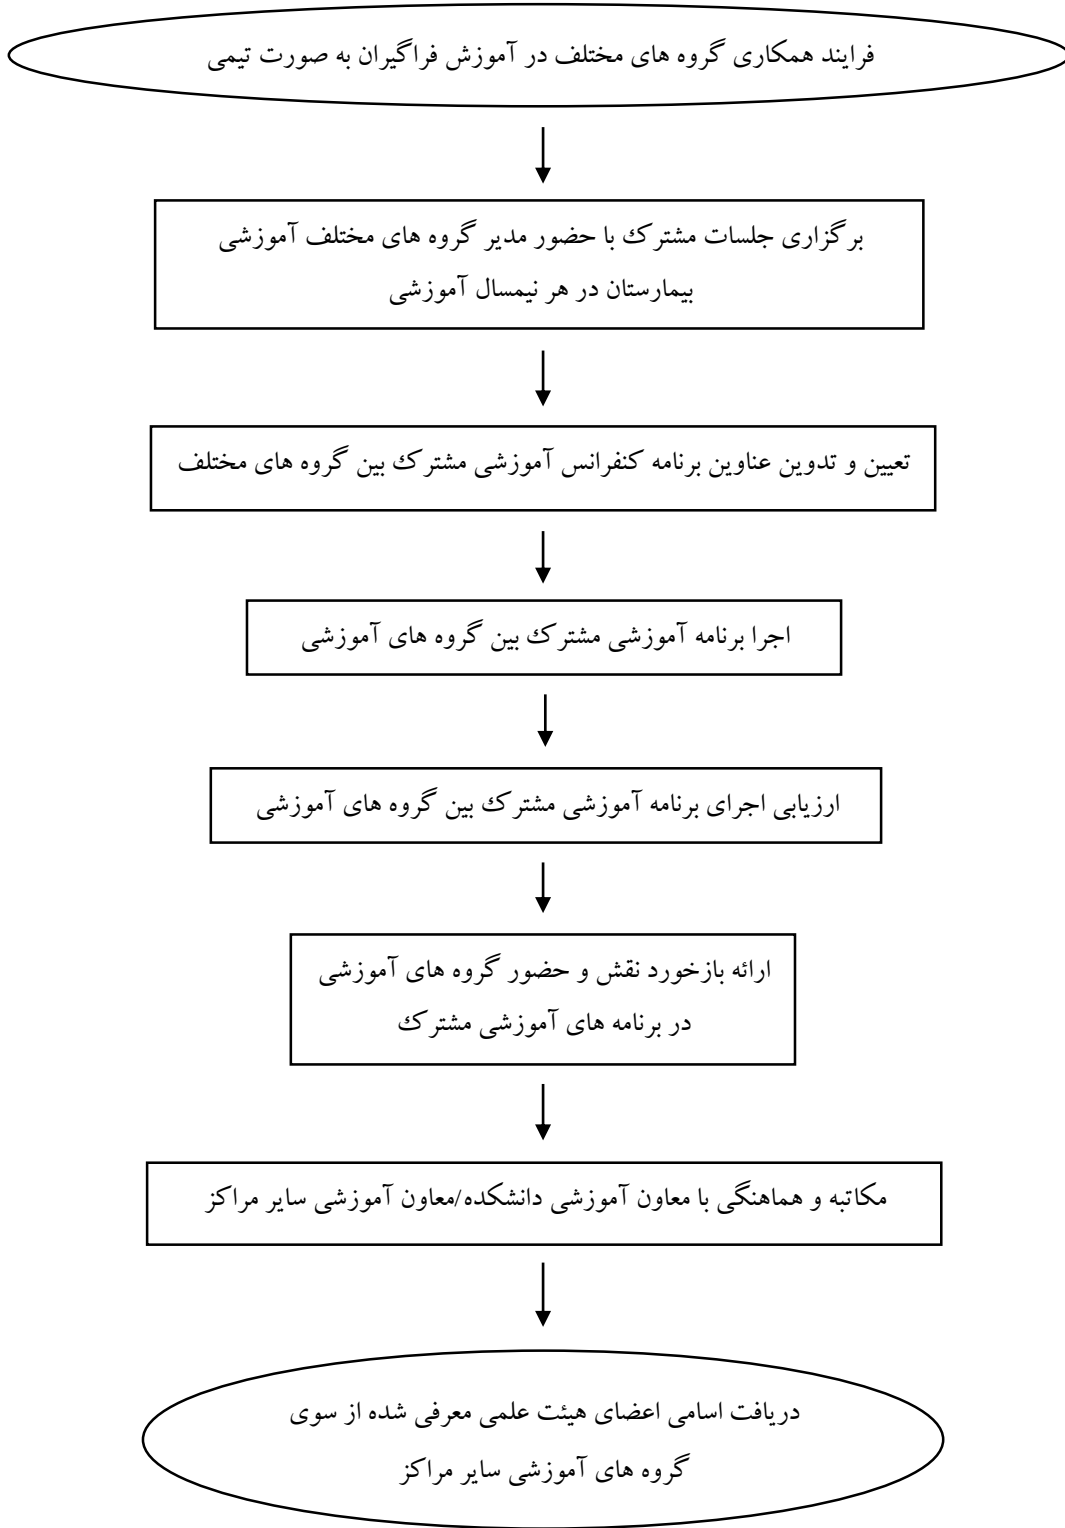 فرایند همکاری گروه های مختلف در آموزش فراگیران به صورت تیمی
برگزاری جلسات مشترک با حضور مدیر گروه های مختلف آموزشی
بیمارستان در هر نیمسال آموزشی
تعیین و تدوین عناوین برنامه کنفرانس آموزشی مشترک بین گروه های مختلف
اجرا برنامه آموزشی مشترک بین گروه های آموزشی
ارزیابی اجرای برنامه آموزشی مشترک بین گروه های آموزشی
ارائه بازخورد نقش و حضور گروه های آموزشی
در برنامه های آموزشی مشترک
مکاتبه و هماهنگی با معاون آموزشی دانشکده/معاون آموزشی سایر مراکز
دریافت اسامی اعضای هیئت علمی معرفی شده از سوی
گروه های آموزشی سایر مراکز